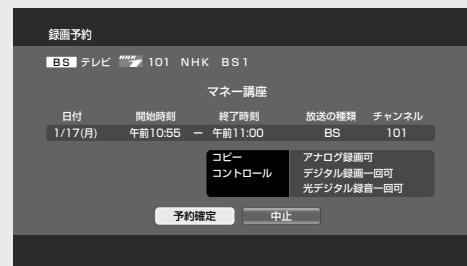 録画予約
BS テレビ NHK 101 NHK BS1
マネー講座
日付 開始時刻 終了時刻 放送の種類 チャンネル
1/17(月) 午前10:55 － 午前11:00 BS 101
コピー アナログ録画可
コントロール デジタル録画一回可
光デジタル録音一回可
予約確定 中止